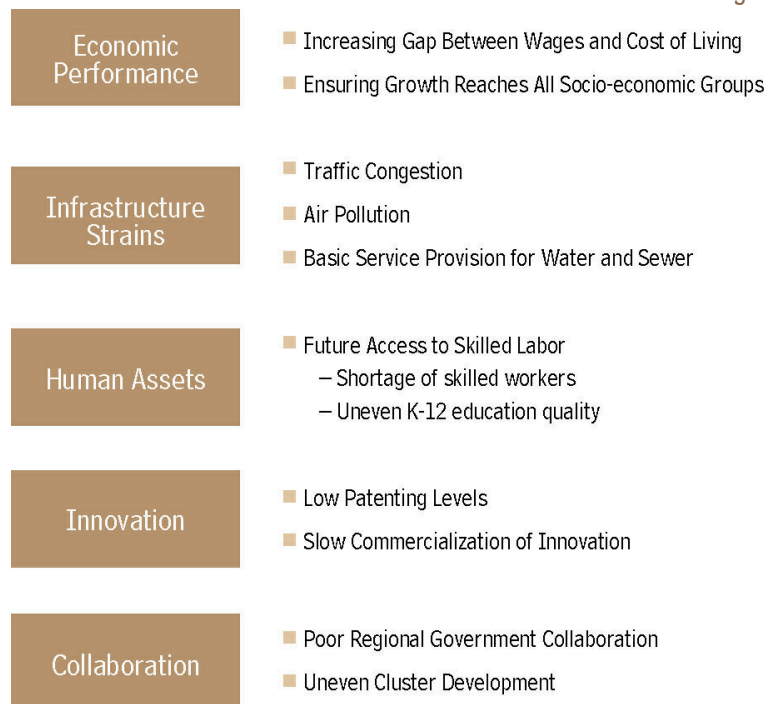 Economic
Performance
■ Increasing Gap Between Wages and Cost of Living
■ Ensuring Growth Reaches All Socio-economic Groups
Infrastructure
Strains
■ Traffic Congestion
■ Air Pollution
■ Basic Service Provision for Water and Sewer
Human Assets
■ Future Access to Skilled Labor
– Shortage of skilled workers
– Uneven K-12 education quality
Innovation
■ Low Patenting Levels
■ Slow Commercialization of Innovation
Collaboration
■ Poor Regional Government Collaboration
■ Uneven Cluster Development